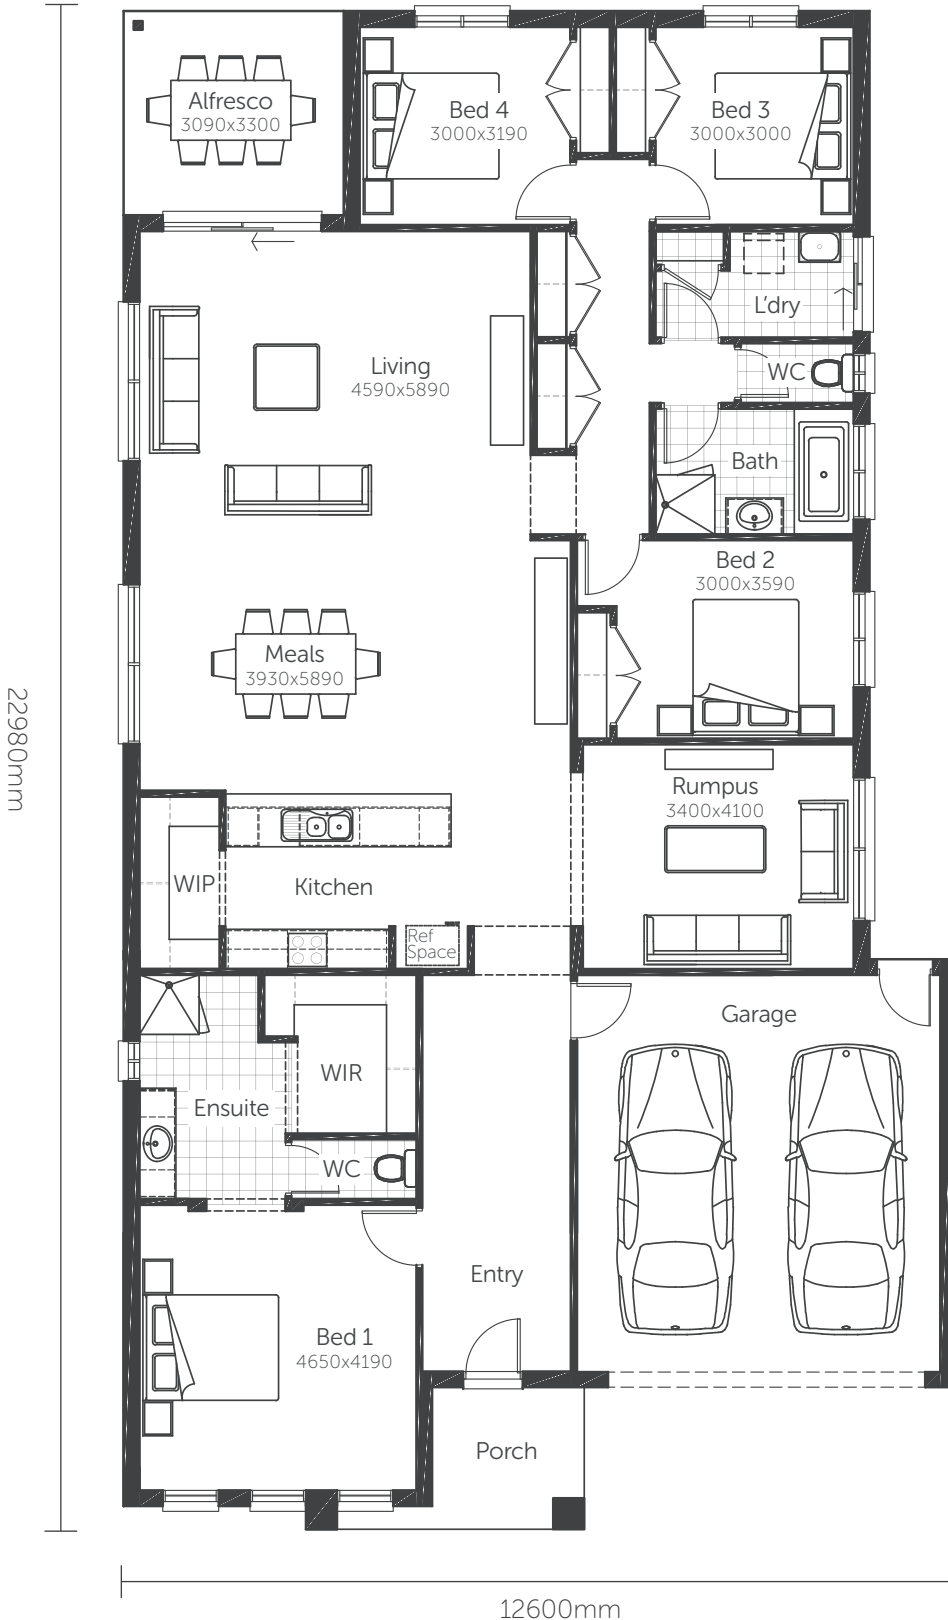 Alfresco
3090x3300
Bed 4
3000x3190
Bed 3
3000x3000
L'dry
Living
4590x5890
WC
Bath
Bed 2
3000x3590
Meals
3930x5890
22980mm
Rumpus
3400x4100
WIP
Kitchen
Ref
Space
Garage
WIR
Ensuite
WC
Entry
Bed 1
4650x4190
Porch
12600mm